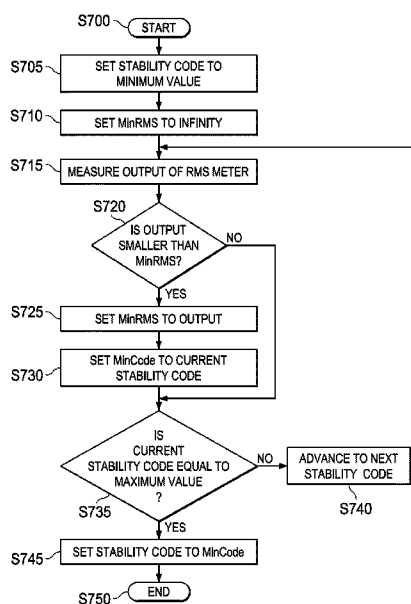 S700
START
S705
SET STABILITY CODE TO
MINIMUM VALUE
S710
SET MinRMS TO INFINITY
S715
MEASURE OUTPUT OF RMS METER
S720
IS OUTPUT
SMALLER THAN
MinRMS?
NO
YES
S725
SET MinRMS TO OUTPUT
S730
SET MinCode TO CURRENT
STABILITY CODE
IS
CURRENT
STABILITY CODE EQUAL TO
MAXIMUM VALUE
?
S735
NO
ADVANCE TO NEXT
STABILITY CODE
S740
YES
S745
SET STABILITY CODE TO MinCode
S750
END